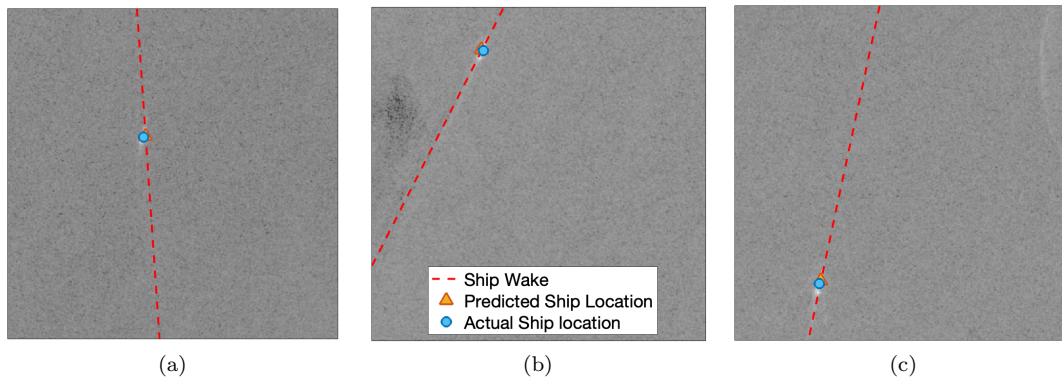 Ship Wake
Predicted Ship Location
Actual Ship location
(a)
(b)
(c)